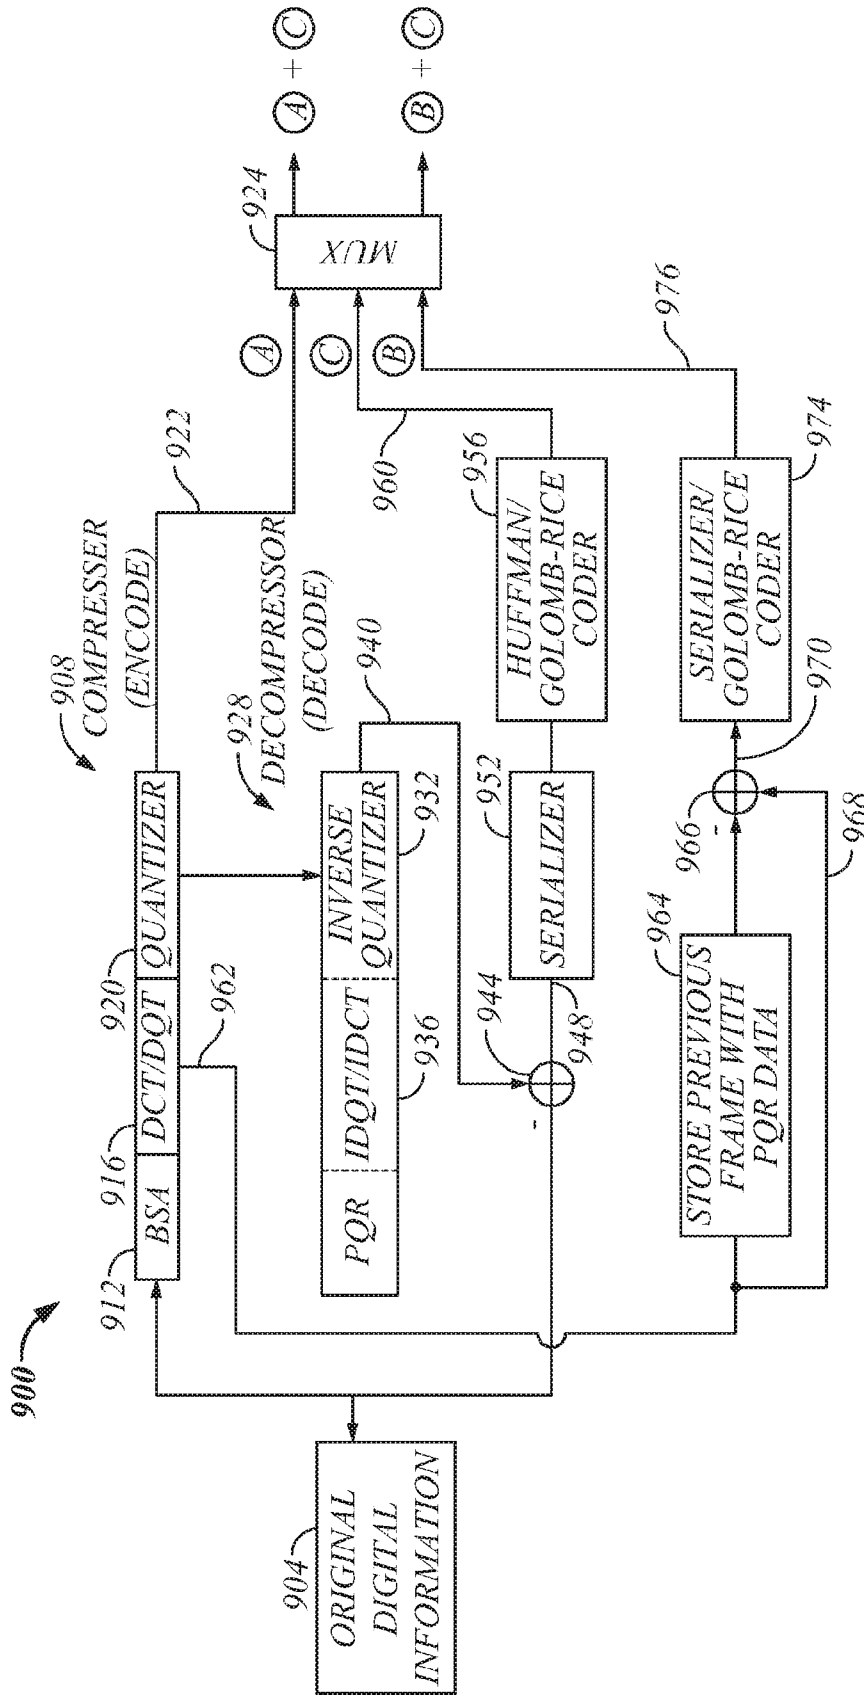 900
904
ORIGINAL
DIGITAL
INFORMATION
908
COMPRESSER
(ENCODE)
912
BSA
916
DCT/DQT
920
QUANTIZER
922
962
928
DECOMPRESSOR
(DECODE)
PQR
IDQT/IDCT
936
INVERSE
QUANTIZER
932
940
944
-
948
952
SERIALIZER
HUFFMAN/
GOLOMB-RICE
CODER
956
960
964
STORE PREVIOUS
FRAME WITH
PQR DATA
966
-
968
970
SERIALIZER/
GOLOMB-RICE
CODER
974
976
A
C
B
924
MUX
A + C
B + C